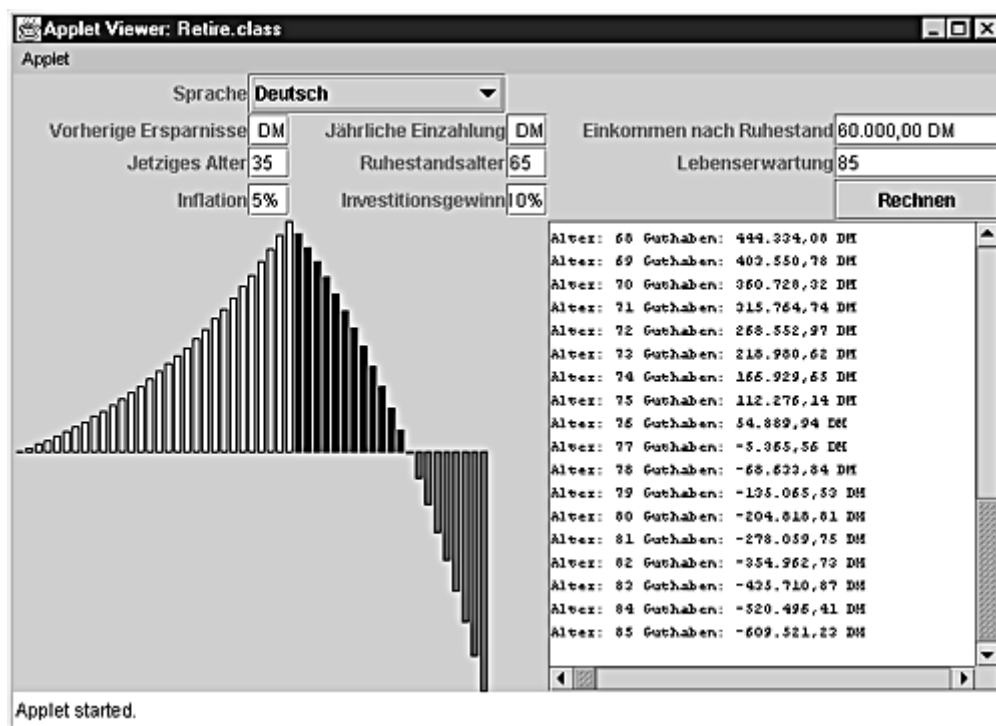 Applet Viewer: Retire.class
Applet
Sprache Deutsch
Vorherige Ersparnisse DM Jährliche Einzahlung DM Einkommen nach Ruhestand 60.000,00 DM
Jetziges Alter 35 Ruhestandsalter 65 Lebenserwartung 85
Inflation 5% Investitionsgewinn 10% Rechnen
Alter: 68 Guthaben: 444.334,08 DM
Alter: 69 Guthaben: 403.550,78 DM
Alter: 70 Guthaben: 360.728,32 DM
Alter: 71 Guthaben: 315.764,74 DM
Alter: 72 Guthaben: 268.552,97 DM
Alter: 73 Guthaben: 218.980,62 DM
Alter: 74 Guthaben: 166.929,65 DM
Alter: 75 Guthaben: 112.276,14 DM
Alter: 76 Guthaben: 54.889,94 DM
Alter: 77 Guthaben: -5.365,56 DM
Alter: 78 Guthaben: -68.633,84 DM
Alter: 79 Guthaben: -135.065,53 DM
Alter: 80 Guthaben: -204.818,81 DM
Alter: 81 Guthaben: -278.059,75 DM
Alter: 82 Guthaben: -354.962,73 DM
Alter: 83 Guthaben: -435.710,87 DM
Alter: 84 Guthaben: -520.496,41 DM
Alter: 85 Guthaben: -609.521,23 DM
Applet started.